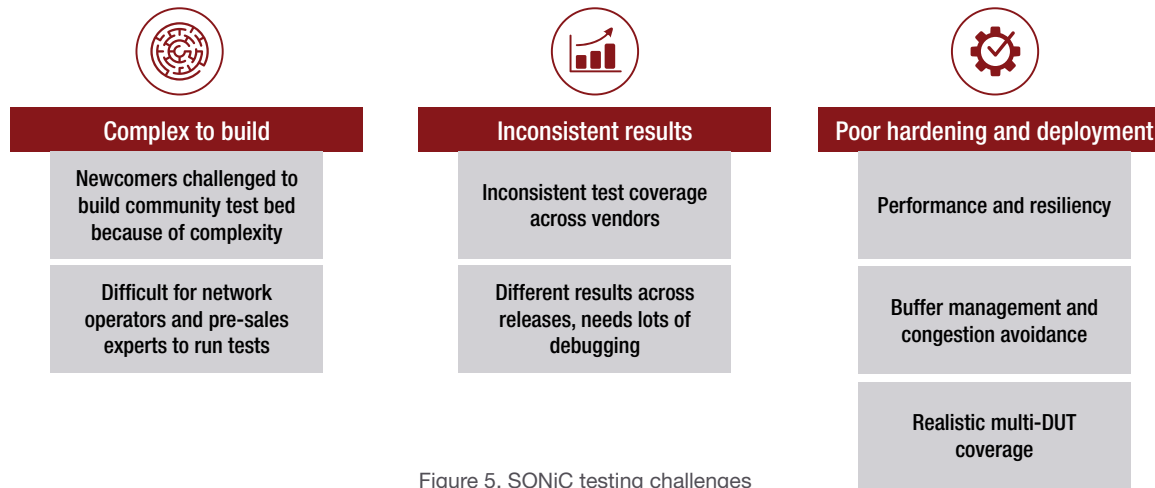 Complex to build
Newcomers challenged to
build community test bed
because of complexity
Difficult for network
operators and pre-sales
experts to run tests
Inconsistent results
Inconsistent test coverage
across vendors
Different results across
releases, needs lots of
debugging
Poor hardening and deployment
Performance and resiliency
Buffer management and
congestion avoidance
Realistic multi-DUT
coverage
Figure 5. SONiC testing challenges